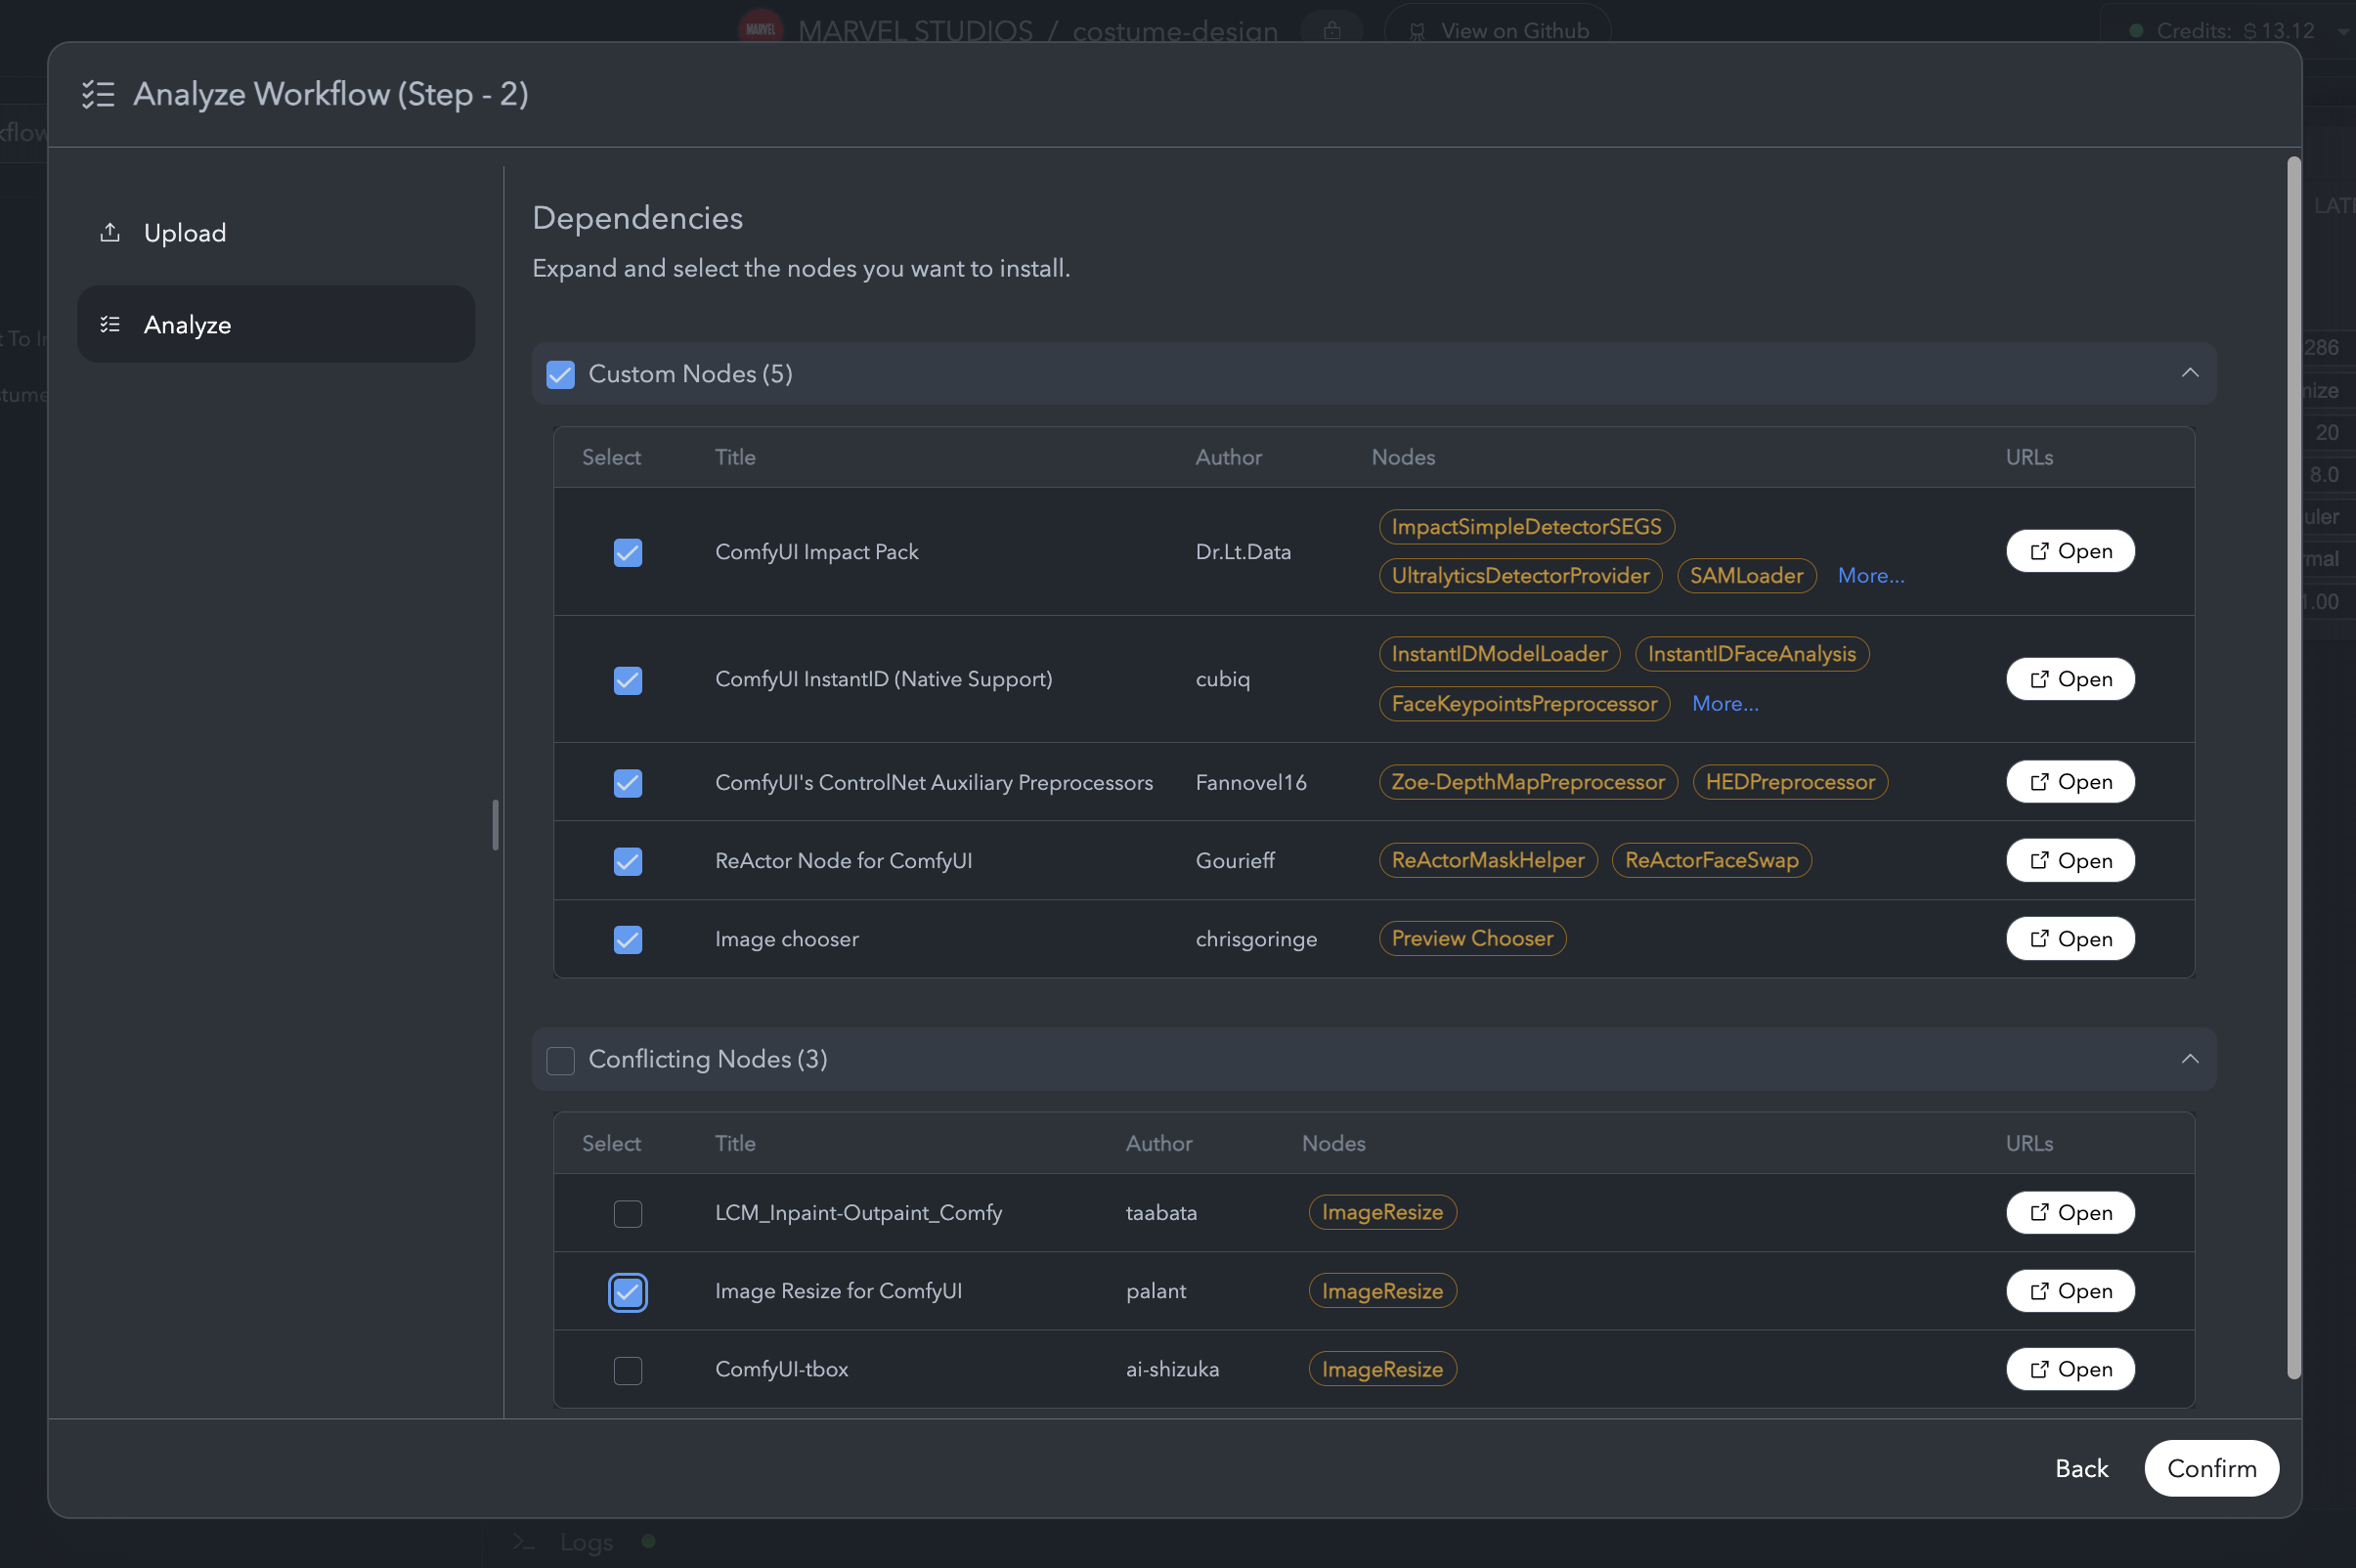 MARVEL MARVEL STUDIOS / costume-design View on Github Credits: $ 13.12
Analyze Workflow (Step - 2)
Upload
Analyze
Dependencies
Expand and select the nodes you want to install.
Custom Nodes (5)
Select Title Author Nodes URLs
ImpactSimpleDetectorSEGS
ComfyUI Impact Pack Dr.Lt.Data Open
UltralyticsDetectorProvider SAMLoader More...
InstantIDModelLoader InstantIDFaceAnalysis
ComfyUI InstantID (Native Support) cubiq Open
FaceKeypointsPreprocessor More...
ComfyUI's ControlNet Auxiliary Preprocessors Fannovel16 Zoe-DepthMapPreprocessor HEDPreprocessor Open
ReActor Node for ComfyUI Gourieff ReActorMaskHelper ReActorFaceSwap Open
Image chooser chrisgoringe Preview Chooser Open
Conflicting Nodes (3)
Select Title Author Nodes URLs
LCM_Inpaint-Outpaint_Comfy taabata ImageResize Open
Image Resize for ComfyUI palant ImageResize Open
ComfyUI-tbox ai-shizuka ImageResize Open
Back Confirm
Logs
286
20
8.0